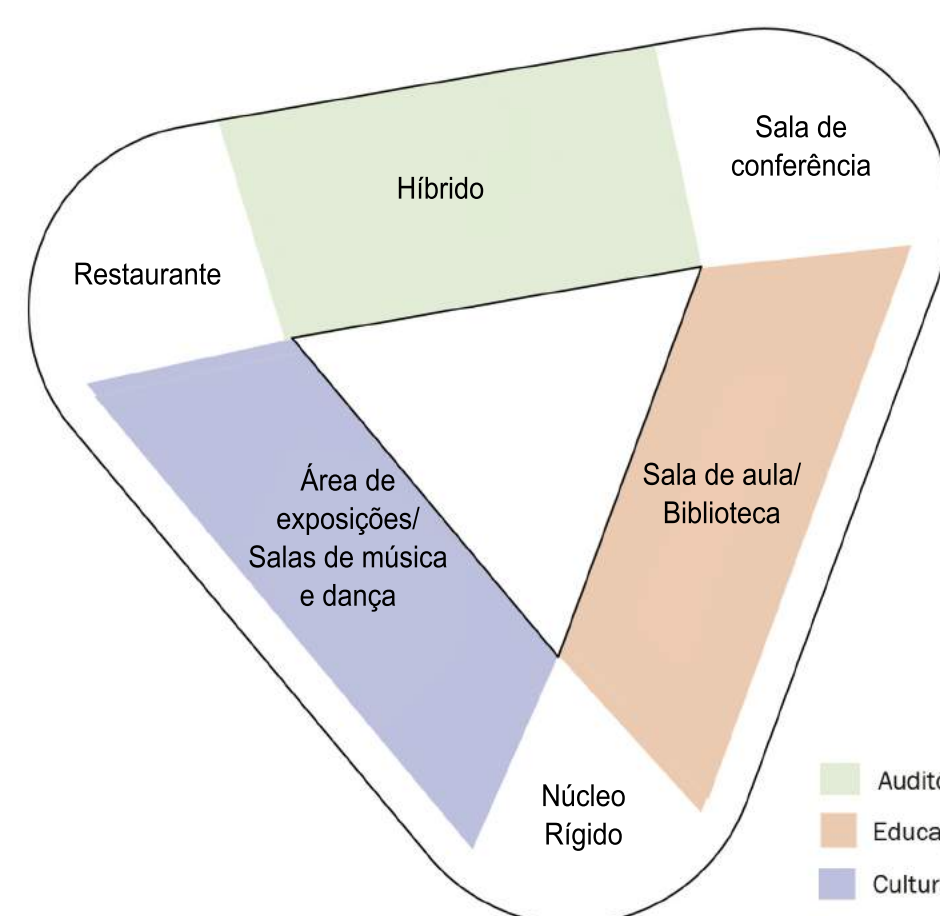 Sala de
conferência
Híbrido
Restaurante
Área de
exposições/
Salas de música
e dança
Sala de aula/
Biblioteca
Núcleo
Rígido